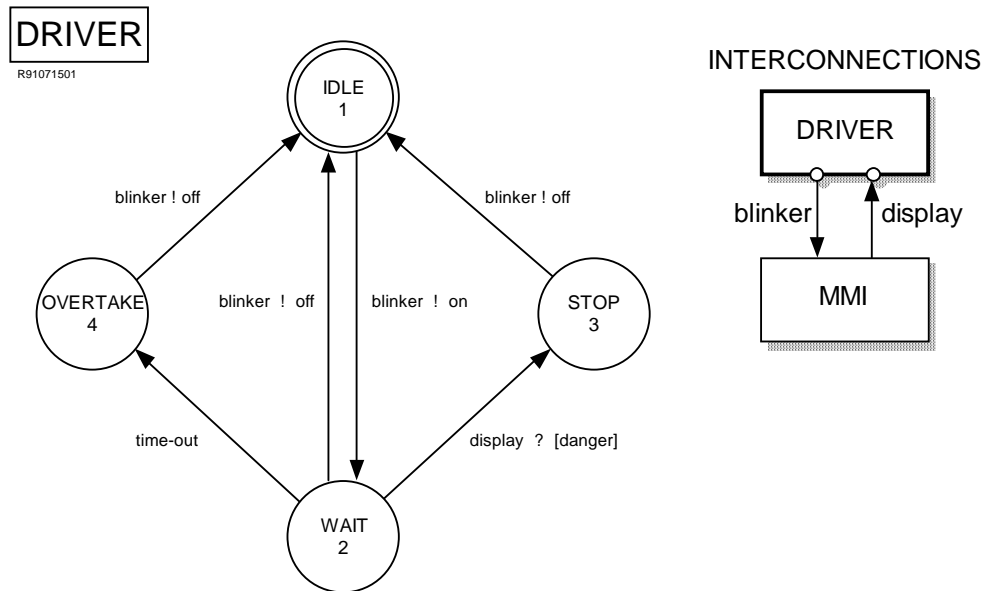 DRIVER
R91071501
IDLE
1
blinker ! off
blinker ! off
OVERTAKE
4
blinker ! off
blinker ! on
STOP
3
time-out
display ? [danger]
WAIT
2
INTERCONNECTIONS
DRIVER
blinker
display
MMI